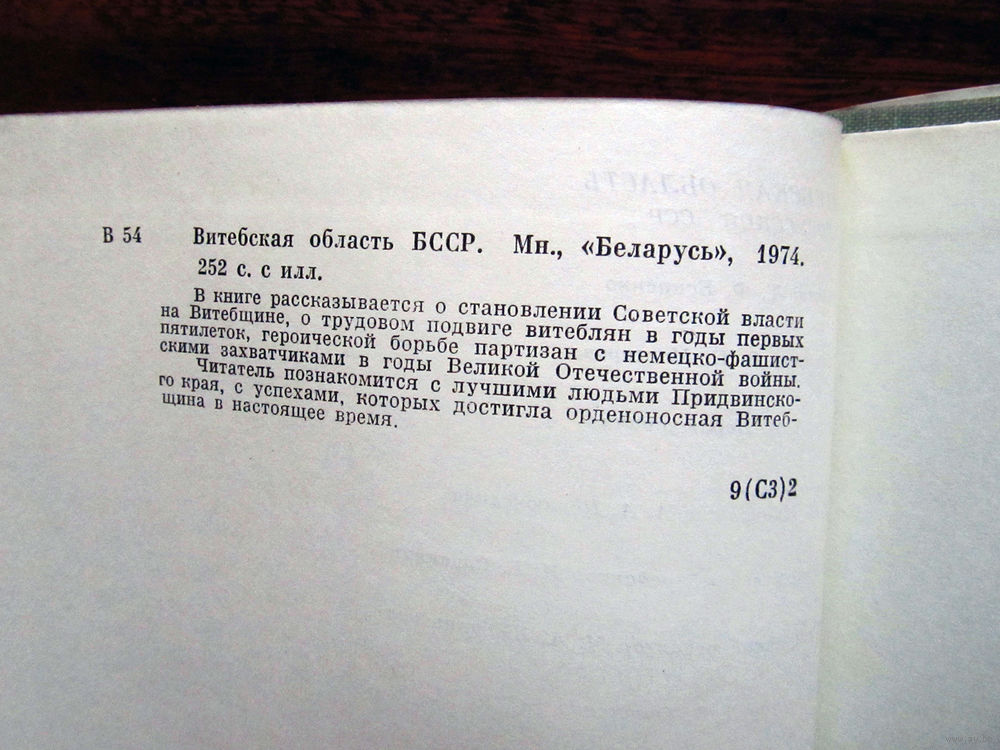 В 54 Витебская область БССР. Мн., «Беларусь», 1974.
252 с. с илл.
В книге рассказывается о становлении Советской власти
на Витебщине, о трудовом подвиге витеблян в годы первых
пятилеток, героической борьбе партизан с немецко-фашист-
скими захватчиками в годы Великой Отечественной войны.
Читатель познакомится с лучшими людьми Придвинско-
го края, с успехами, которых достигла орденоносная Витеб-
щина в настоящее время.
9(С3)2